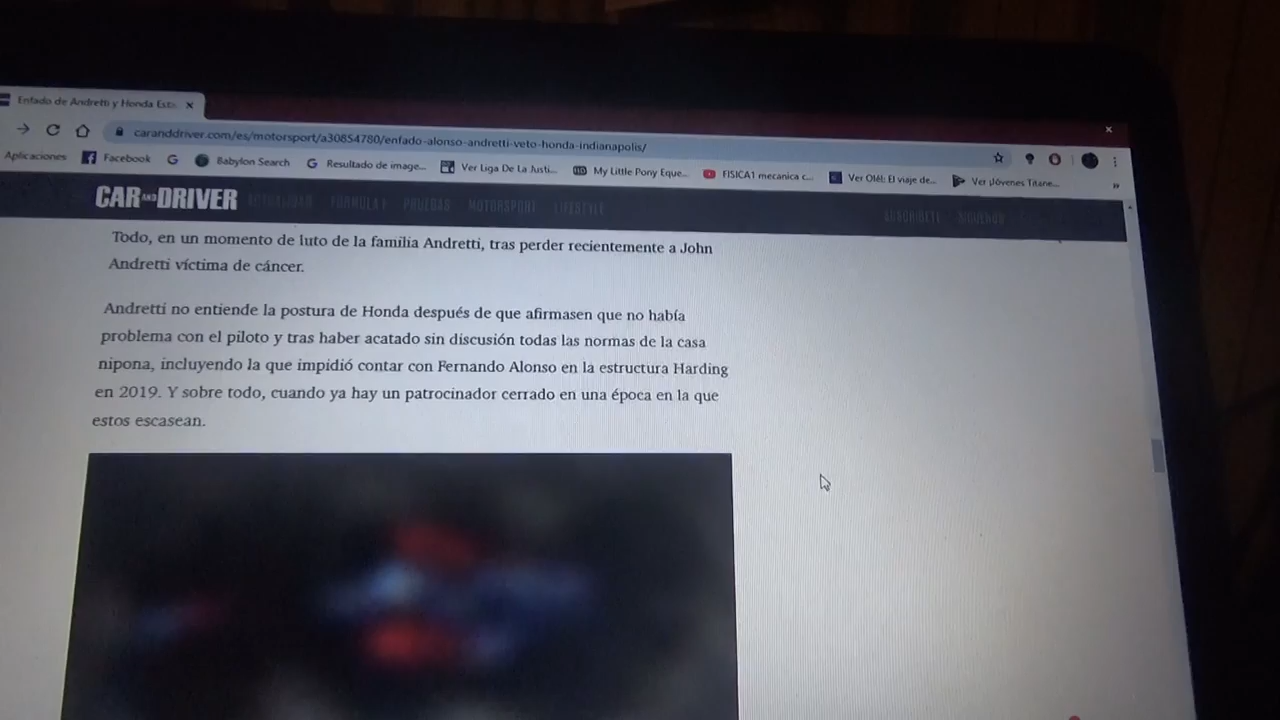 Enfado de Andretti y Honda Est
caranddriver.com/es/motorsport/a30854780/enfado-alonso-andretti-veto-honda-indianapolis/
Aplicaciones
Facebook
Babylon Search
Resultado de image...
Ver Liga De La Justi...
My Little Pony Eque...
FISICA1 mecanica c...
Ver Olé!: El viaje de...
Ver Jóvenes Titane...
CAR AND DRIVER
FORMULA 1
PRUEBAS
MOTORSPORT
LIFESTYLE
Todo, en un momento de luto de la familia Andretti, tras perder recientemente a John
Andretti víctima de cáncer.
Andretti no entiende la postura de Honda después de que afirmasen que no había
problema con el piloto y tras haber acatado sin discusión todas las normas de la casa
nipona, incluyendo la que impidió contar con Fernando Alonso en la estructura Harding
en 2019. Y sobre todo, cuando ya hay un patrocinador cerrado en una época en la que
estos escasean.